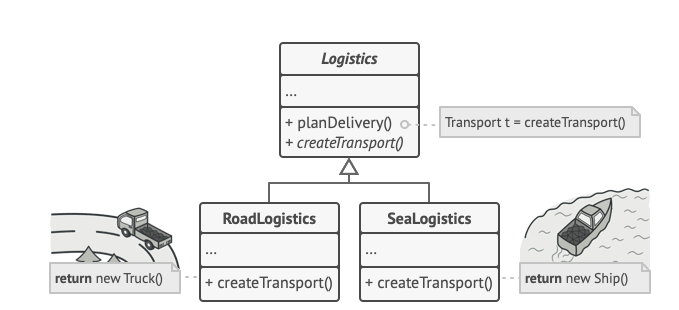 Logistics
...
+ planDelivery()
+ createTransport()
Transport t = createTransport()
RoadLogistics
...
+ createTransport()
return new Truck()
SeaLogistics
...
+ createTransport()
return new Ship()